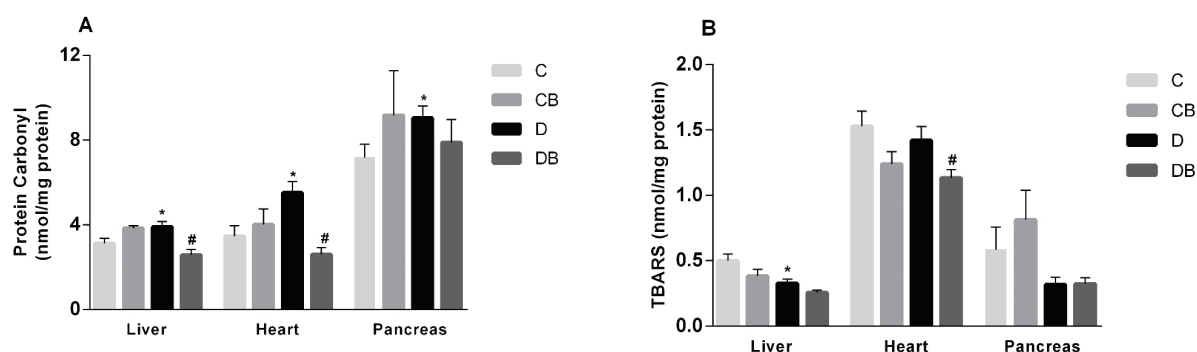 A
Protein Carbonyl
(nmol/mg protein)
12
8
4
0
*
#
*
#
*
Liver
Heart
Pancreas
C
CB
D
DB
B
TBARS (nmol/mg protein)
2.0
1.5
1.0
0.5
0.0
*
#
Liver
Heart
Pancreas
C
CB
D
DB